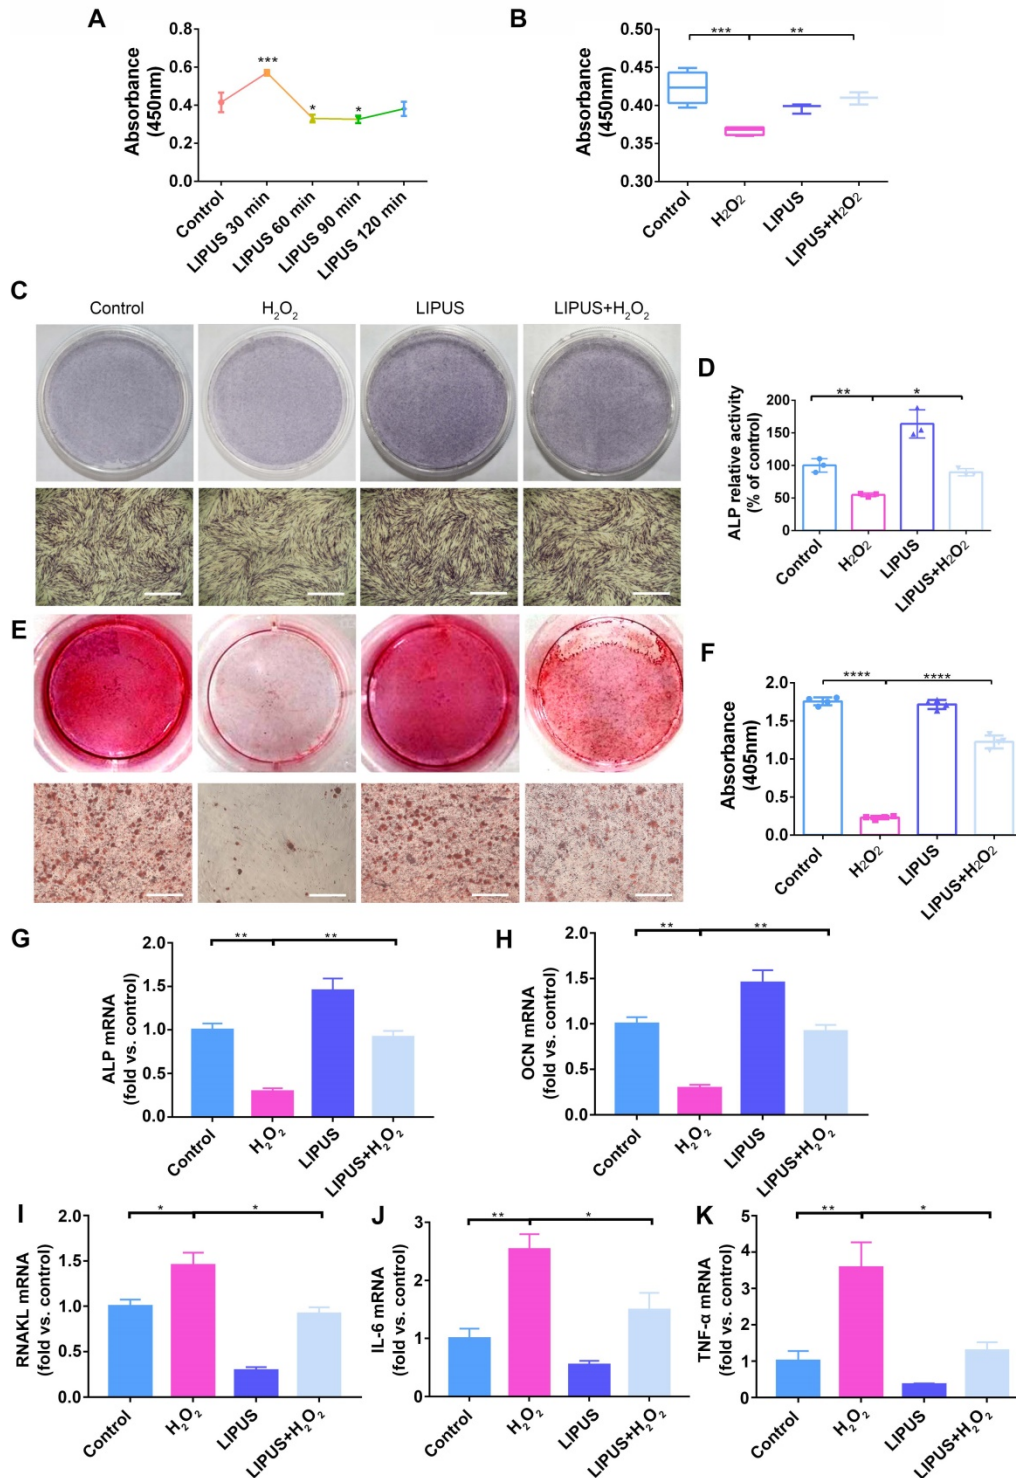 A
Absorbance
(450nm)
0.8
0.6
0.4
0.2
0.0
***
*
*
Control
LIPUS 30 min
LIPUS 60 min
LIPUS 90 min
LIPUS 120 min
B
Absorbance
(450nm)
0.45
0.40
0.35
0.30
***
**
Control
H₂O₂
LIPUS
LIPUS+H₂O₂
C
Control
H₂O₂
LIPUS
LIPUS+H₂O₂
D
ALP relative activity
(% of control)
200
150
100
50
0
**
*
Control
H₂O₂
LIPUS
LIPUS+H₂O₂
E
F
Absorbance
(405nm)
2.0
1.5
1.0
0.5
0.0
****
****
Control
H₂O₂
LIPUS
LIPUS+H₂O₂
G
ALP mRNA
(fold vs. control)
2.0
1.5
1.0
0.5
0.0
**
**
Control
H₂O₂
LIPUS
LIPUS+H₂O₂
H
OCN mRNA
(fold vs. control)
2.0
1.5
1.0
0.5
0.0
**
**
Control
H₂O₂
LIPUS
LIPUS+H₂O₂
I
RNAKL mRNA
(fold vs. control)
2.0
1.5
1.0
0.5
0.0
*
*
Control
H₂O₂
LIPUS
LIPUS+H₂O₂
J
IL-6 mRNA
(fold vs. control)
3
2
1
0
**
*
Control
H₂O₂
LIPUS
LIPUS+H₂O₂
K
TNF-α mRNA
(fold vs. control)
5
4
3
2
1
0
**
*
Control
H₂O₂
LIPUS
LIPUS+H₂O₂